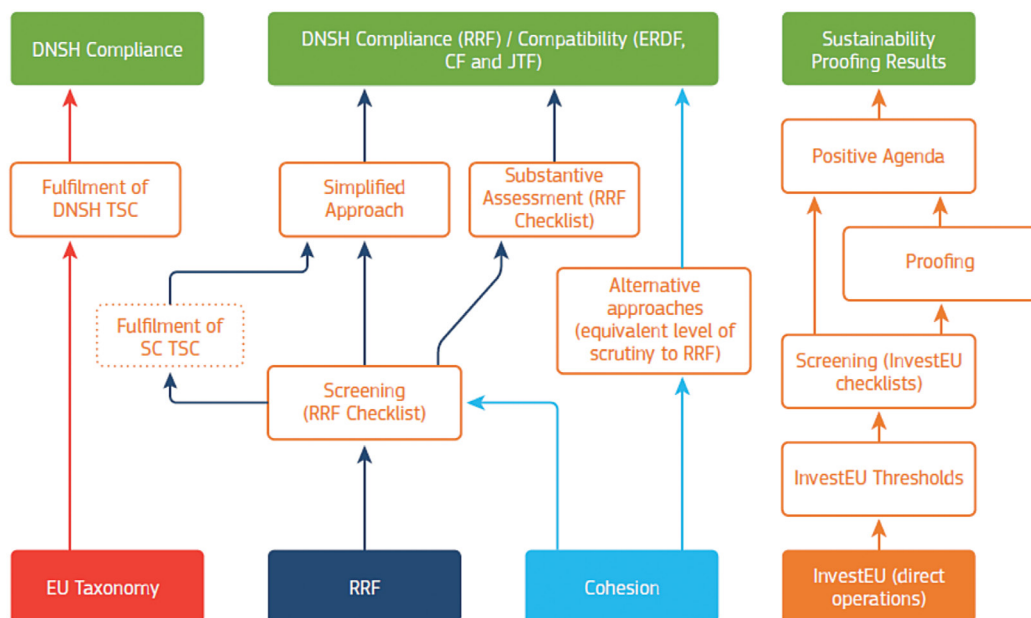 DNSH Compliance
DNSH Compliance (RRF) / Compatibility (ERDF,
CF and JTF)
Sustainability
Proofing Results
Fulfilment of
DNSH TSC
Simplified
Approach
Substantive
Assessment (RRF
Checklist)
Positive Agenda
Proofing
Fulfilment of
SC TSC
Alternative
approaches
(equivalent level of
scrutiny to RRF)
Screening
(RRF Checklist)
Screening (InvestEU
checklists)
InvestEU Thresholds
EU Taxonomy
RRF
Cohesion
InvestEU (direct
operations)